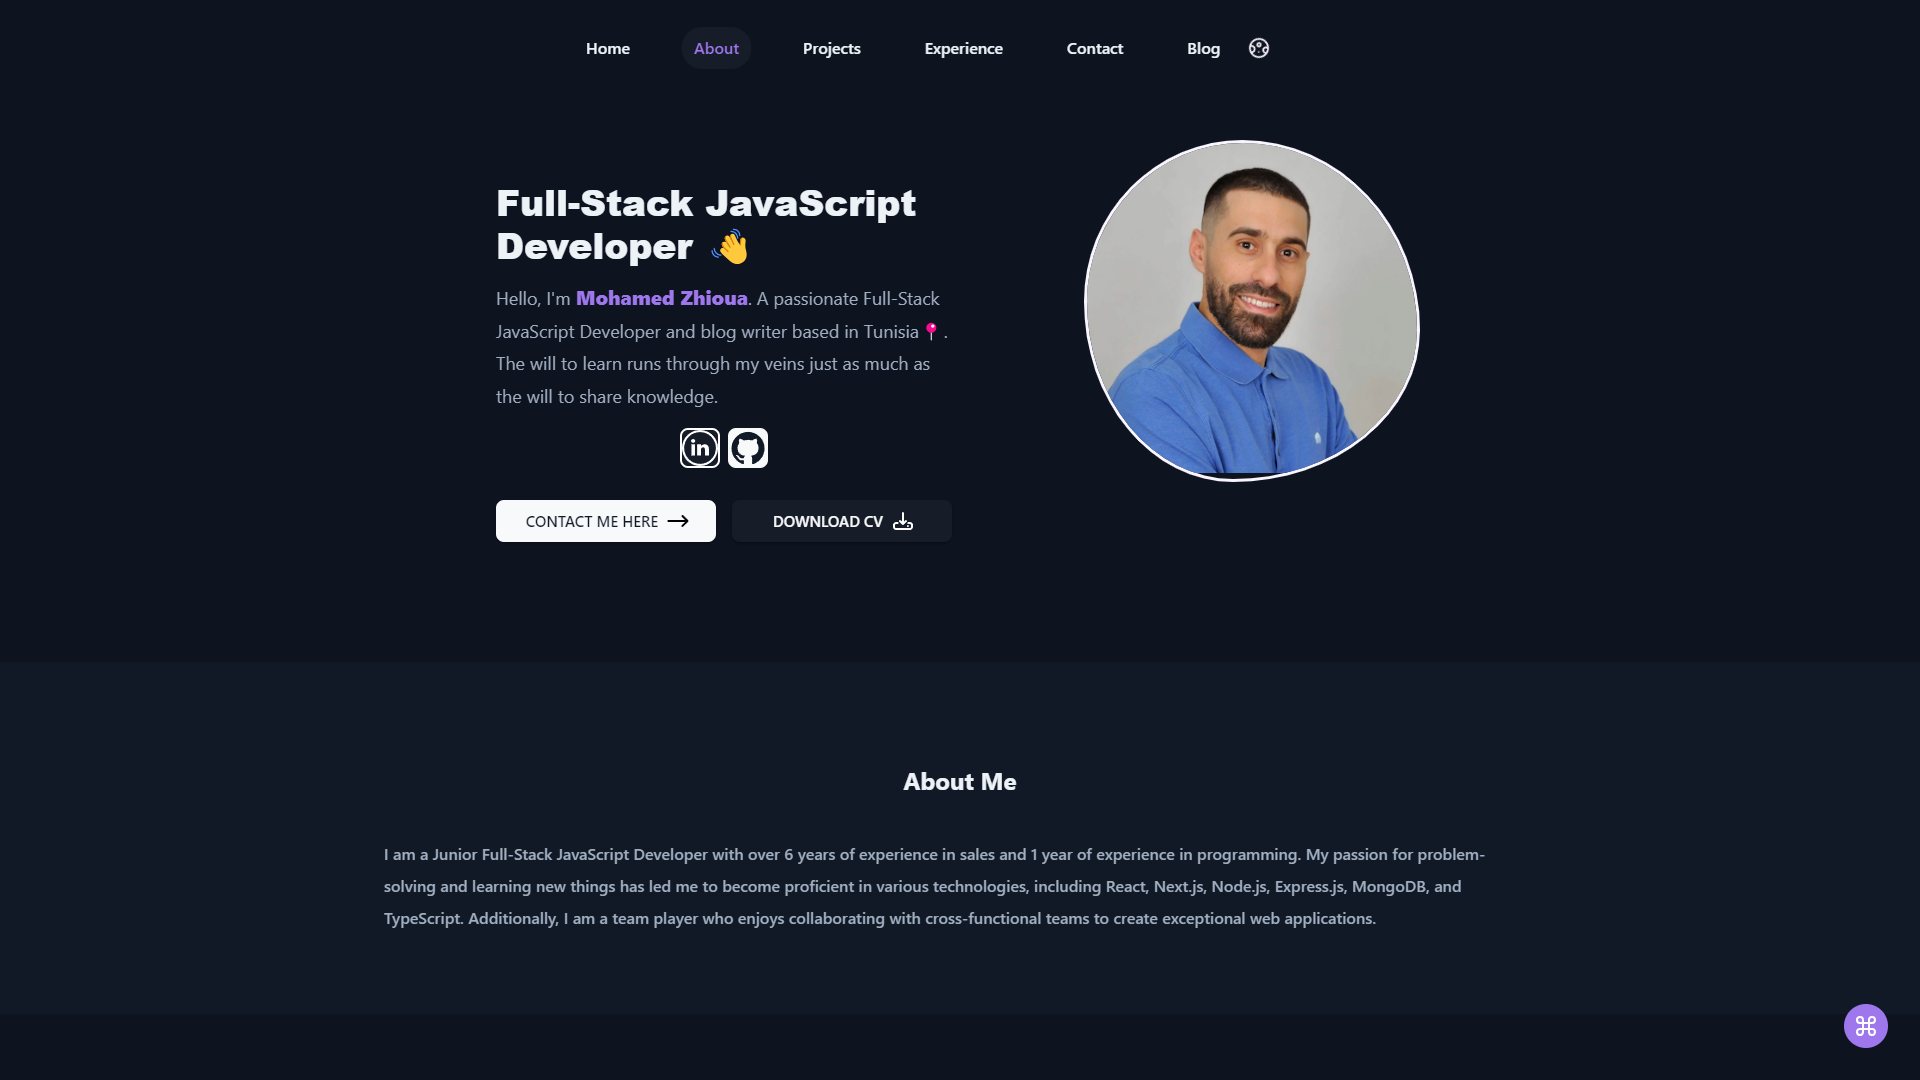 Home
About
Projects
Experience
Contact
Blog
Full-Stack JavaScript
Developer 👋
Hello, I'm Mohamed Zhioua. A passionate Full-Stack
JavaScript Developer and blog writer based in Tunisia📍.
The will to learn runs through my veins just as much as
the will to share knowledge.
in
CONTACT ME HERE
DOWNLOAD CV
About Me
I am a Junior Full-Stack JavaScript Developer with over 6 years of experience in sales and 1 year of experience in programming. My passion for problem-
solving and learning new things has led me to become proficient in various technologies, including React, Next.js, Node.js, Express.js, MongoDB, and
TypeScript. Additionally, I am a team player who enjoys collaborating with cross-functional teams to create exceptional web applications.